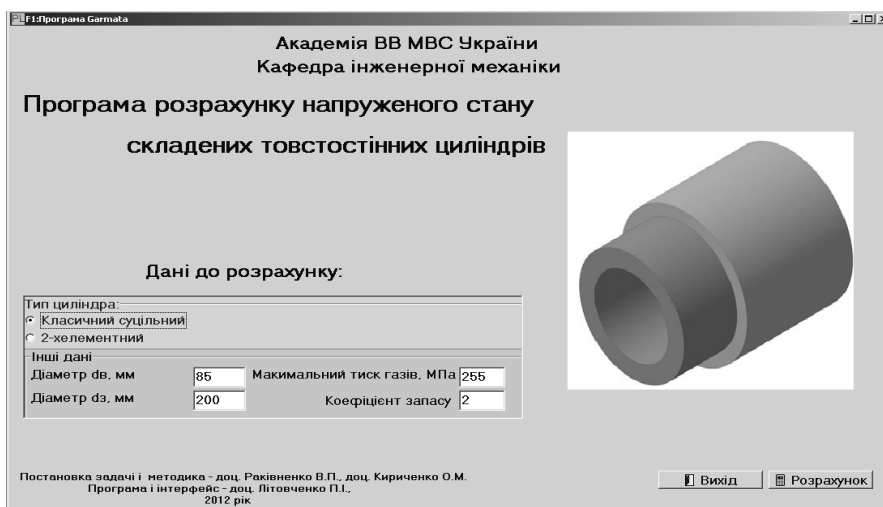 F1:Програма Garmata
Академія ВВ МВС України
Кафедра інженерної механіки
Програма розрахунку напруженого стану
складених товстостінних циліндрів
Дані до розрахунку:
Тип циліндра:
Класичний суцільний
2-хелементний
Інші дані
Діаметр dв, мм 85 Макимальний тиск газів, МПа 255
Діаметр dз, мм 200 Коефіцієнт запасу 2
Постановка задачі і методика - доц. Раківненко В.П., доц. Кириченко О.М.
Програма і інтерфейс - доц. Літовченко П.І.,
2012 рік
Вихід Розрахунок